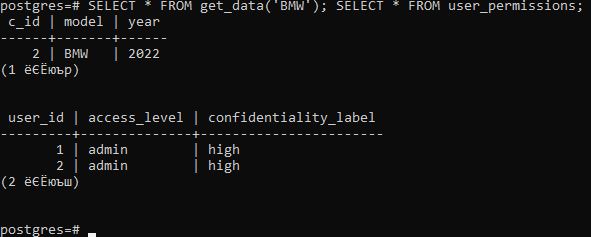 postgres=# SELECT * FROM get_data('BMW'); SELECT * FROM user_permissions;
 c_id | model | year
------+-------+------
    2 | BMW   | 2022
(1 ёЄЁюър)
 user_id | access_level | confidentiality_label
---------+--------------+-----------------------
       1 | admin        | high
       2 | admin        | high
(2 ёЄЁюъш)
postgres=#